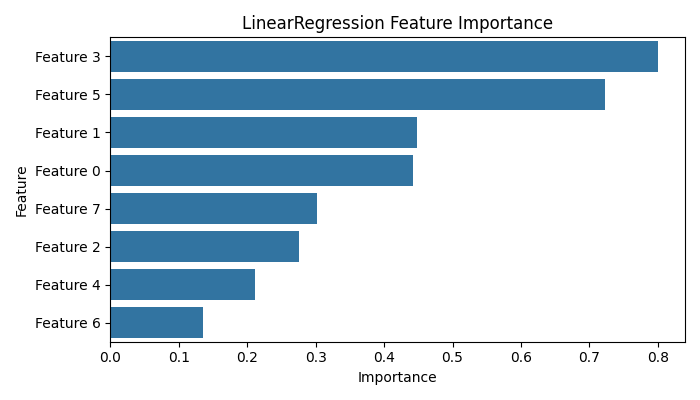 LinearRegression Feature Importance
Feature 3
Feature 5
Feature 1
Feature 0
Feature 7
Feature 2
Feature 4
Feature 6
Feature
0.0 0.1 0.2 0.3 0.4 0.5 0.6 0.7 0.8
Importance